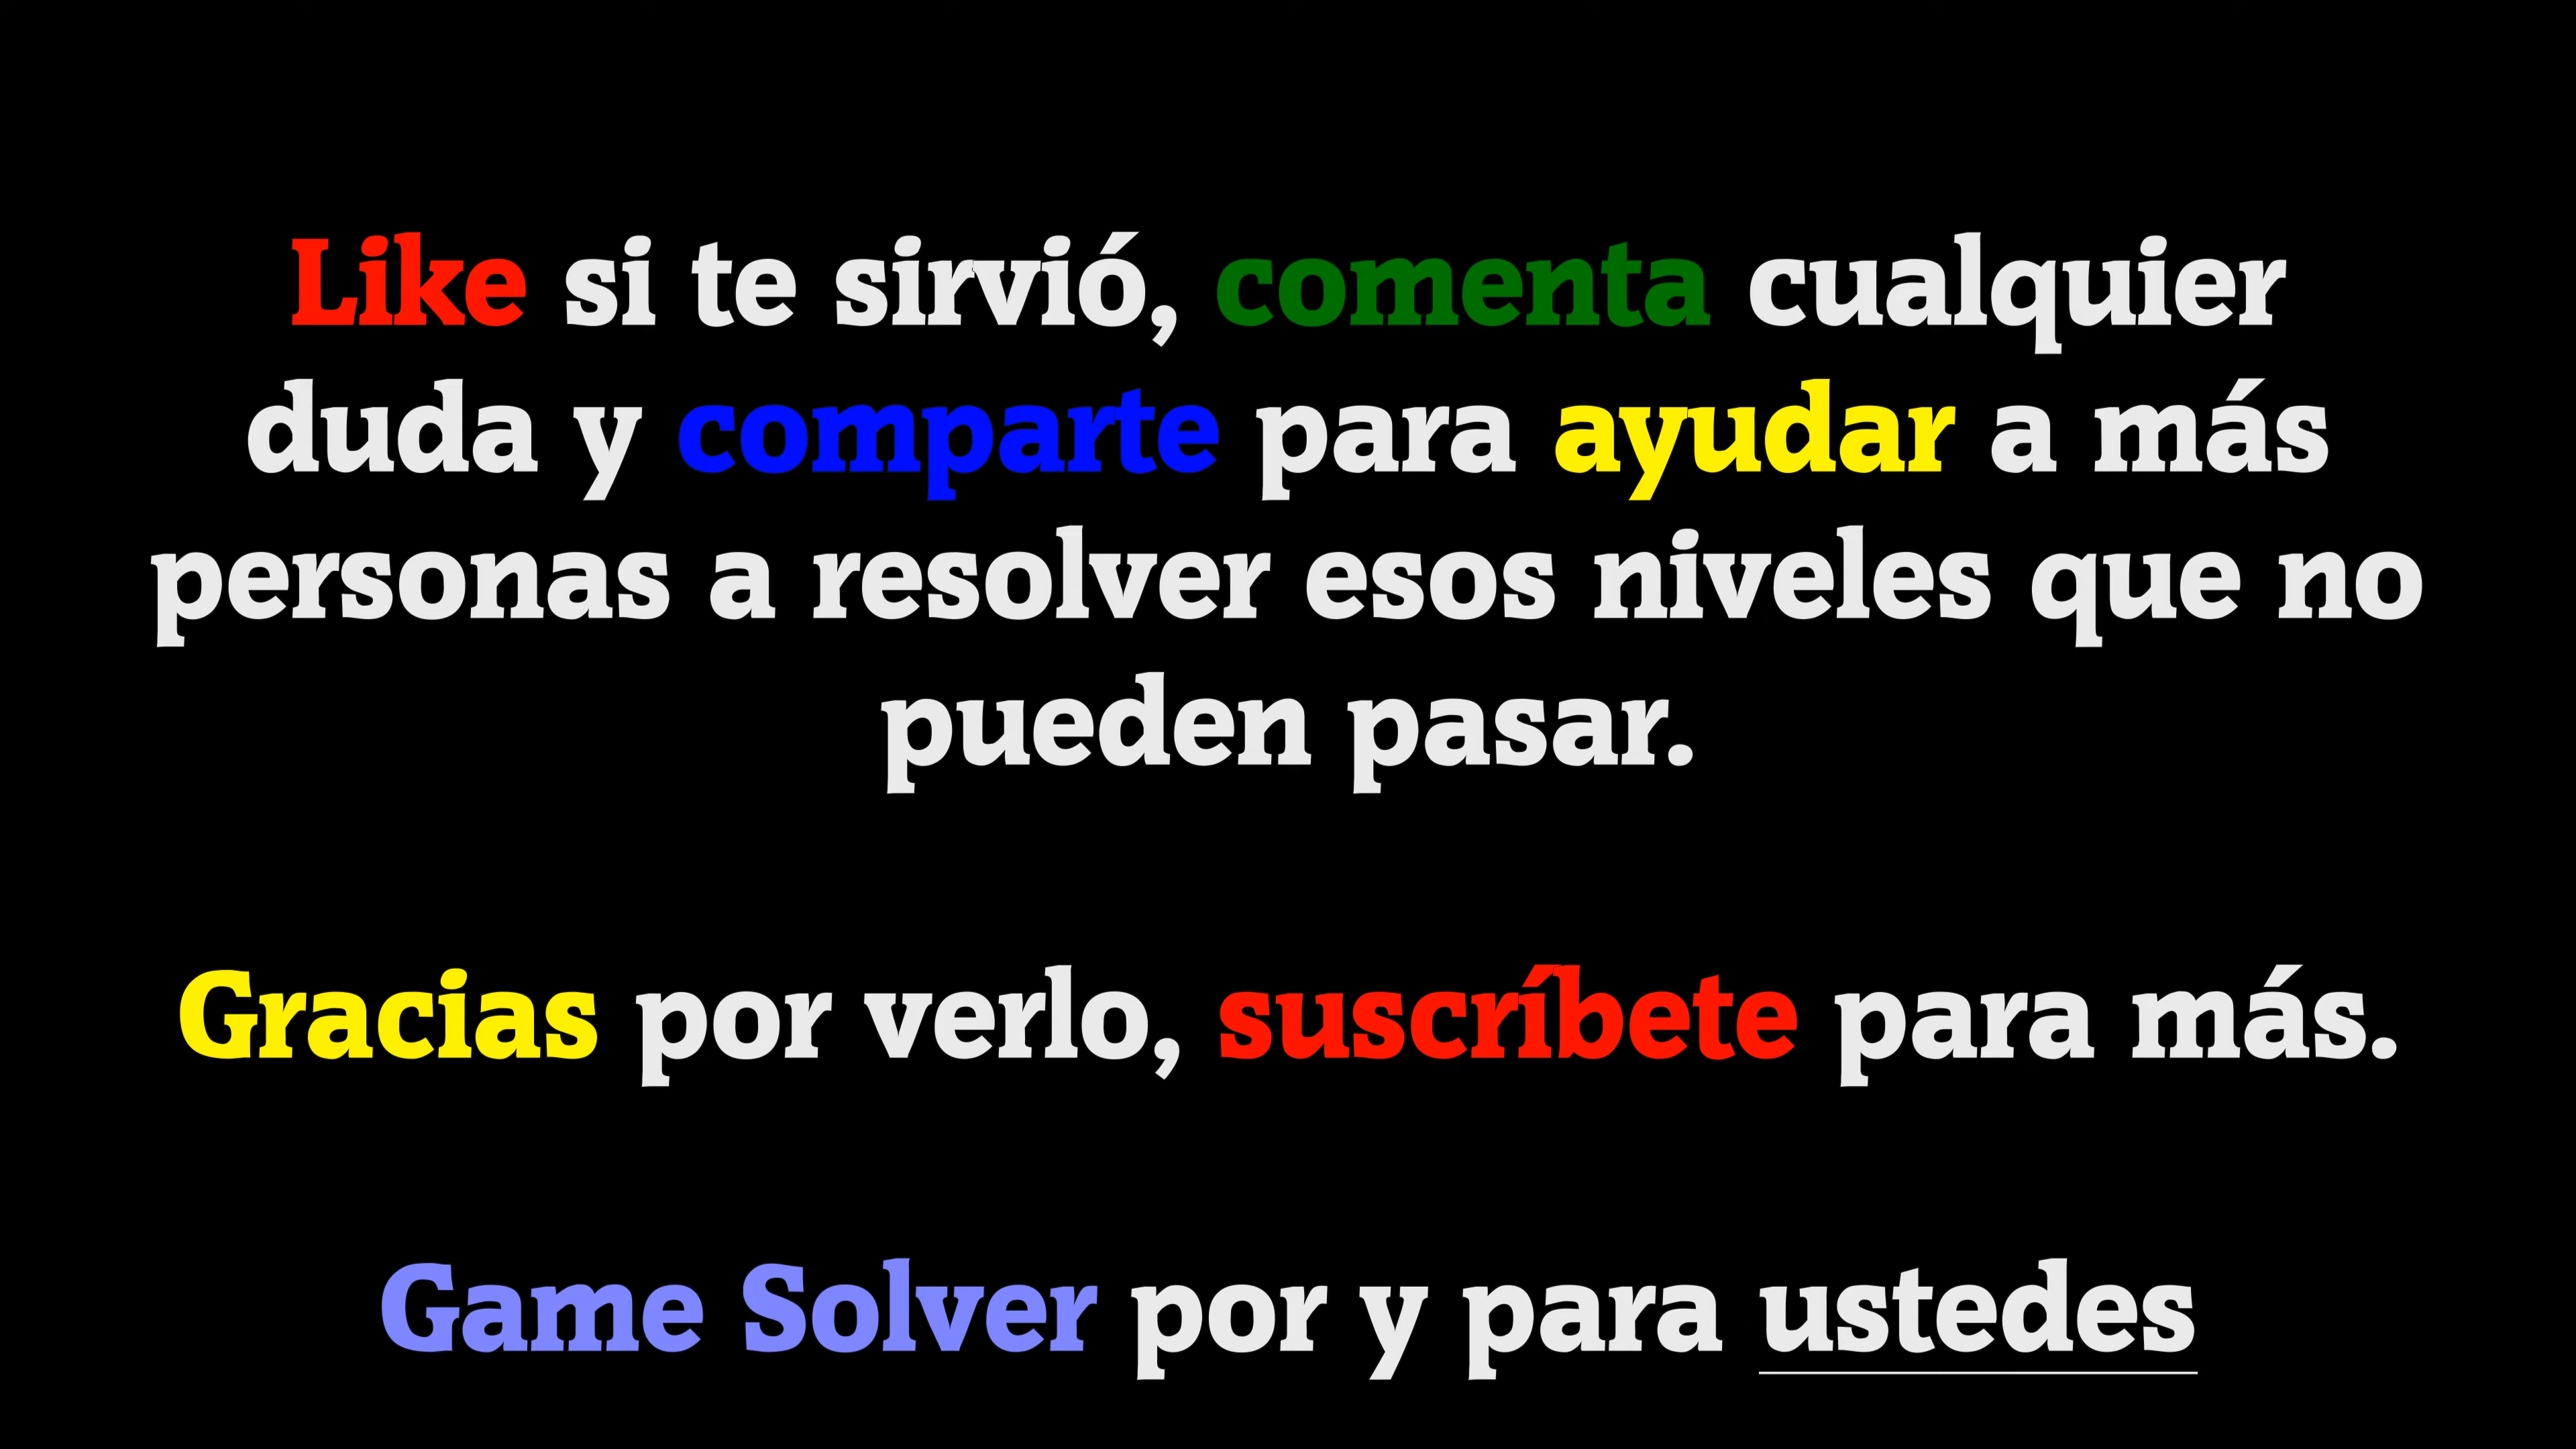 Like si te sirvió, comenta cualquier
duda y comparte para ayudar a más
personas a resolver esos niveles que no
pueden pasar.
Gracias por verlo, suscríbete para más.
Game Solver por y para ustedes